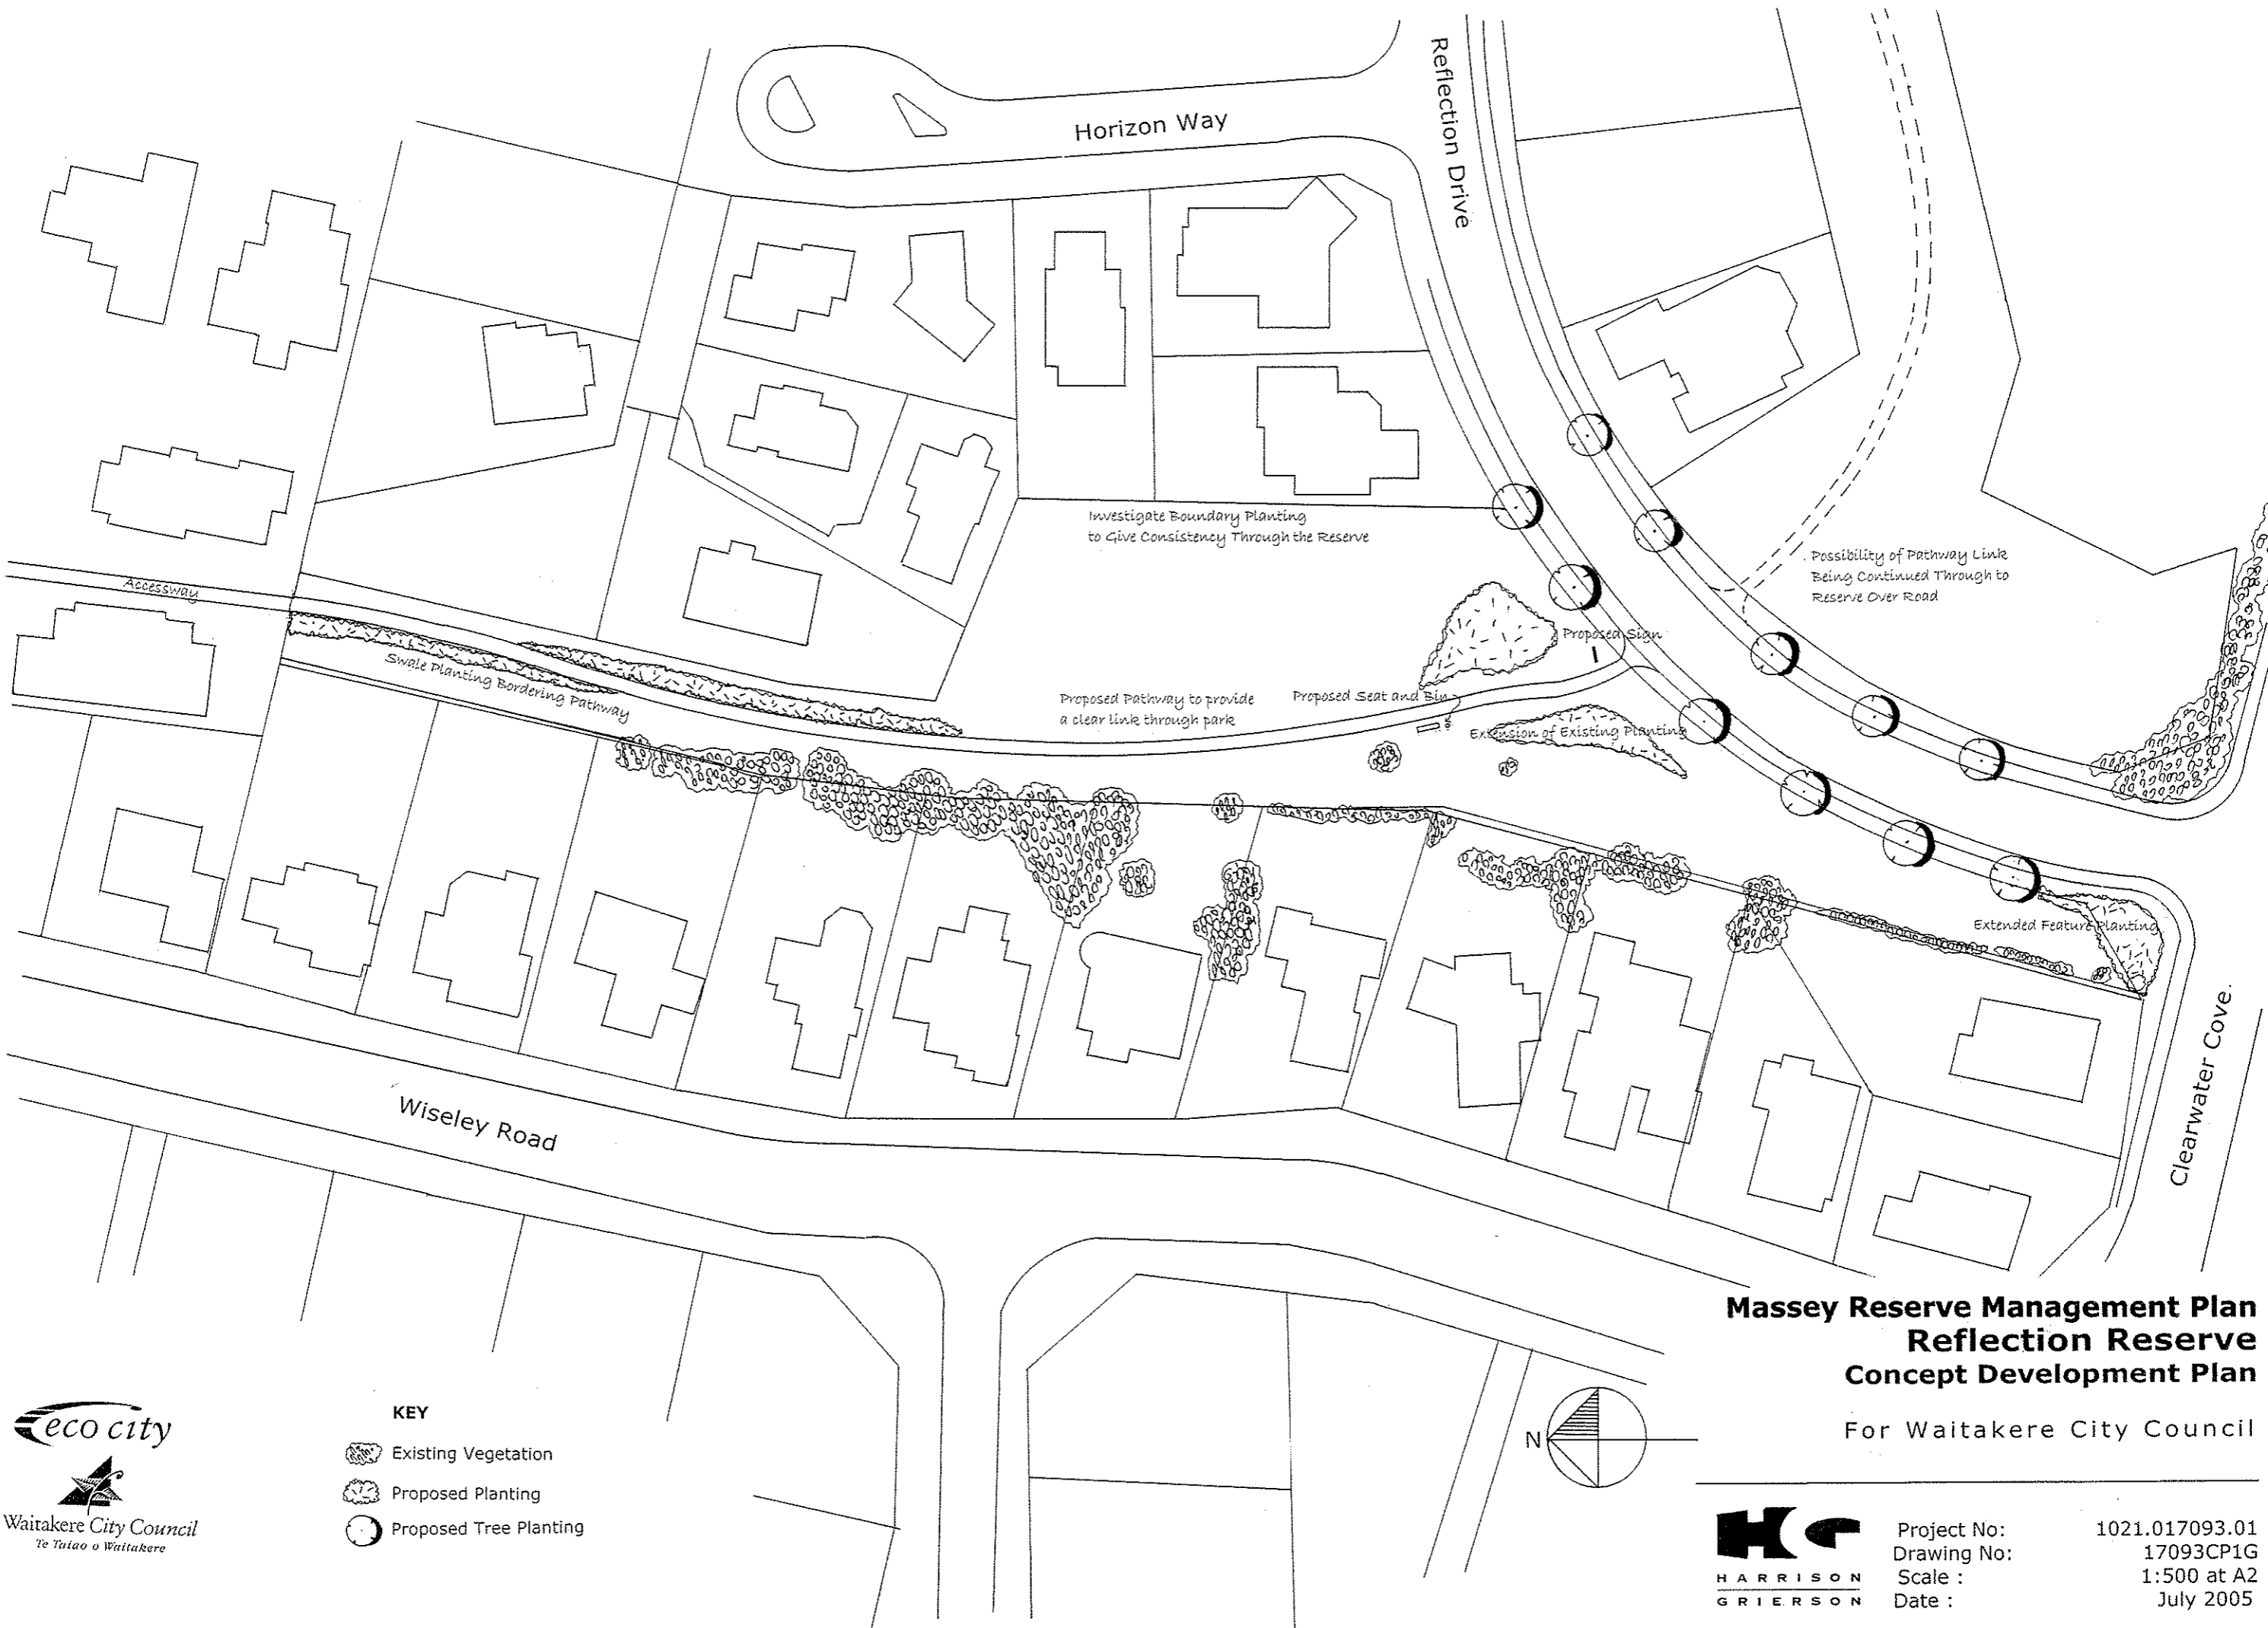 Reflection Drive
Horizon Way
Investigate Boundary Planting
to Give Consistency Through the Reserve
Possibility of Pathway Link
Being Continued Through to
Reserve Over Road
Accessway
Proposed Sign
Swale Planting Bordering Pathway
Proposed Pathway to provide
a clear link through park
Proposed Seat and Bin
Extension of Existing Planting
Extended Feature Planting
Clearwater Cove.
Wiseley Road
Massey Reserve Management Plan
Reflection Reserve
Concept Development Plan
For Waitakere City Council
N
KEY
Existing Vegetation
Proposed Planting
Proposed Tree Planting
eco city
Waitakere City Council
Te Taiao o Waitakere
HARRISON
GRIERSON
Project No: 1021.017093.01
Drawing No: 17093CP1G
Scale : 1:500 at A2
Date : July 2005